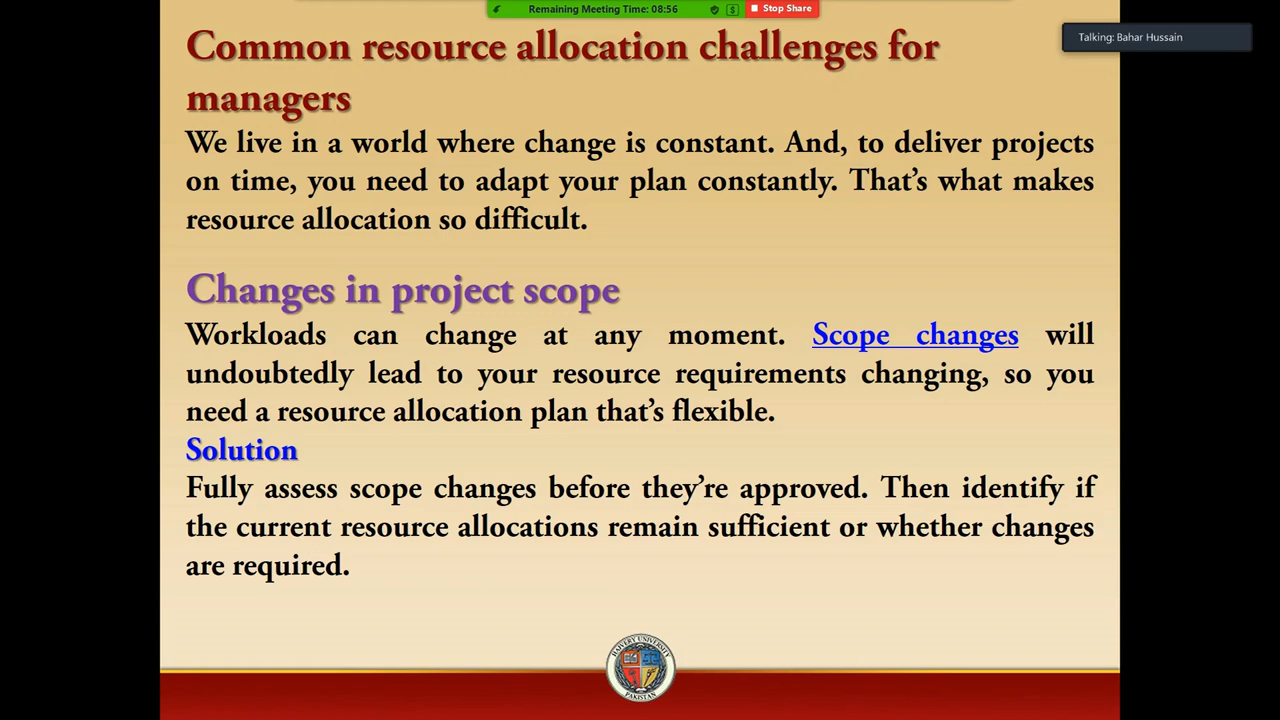 Remaining Meeting Time: 08:56
Stop Share
Talking: Bahar Hussain
Common resource allocation challenges for
managers
We live in a world where change is constant. And, to deliver projects
on time, you need to adapt your plan constantly. That’s what makes
resource allocation so difficult.
Changes in project scope
Workloads can change at any moment. Scope changes will
undoubtedly lead to your resource requirements changing, so you
need a resource allocation plan that’s flexible.
Solution
Fully assess scope changes before they’re approved. Then identify if
the current resource allocations remain sufficient or whether changes
are required.
PAKISTAN